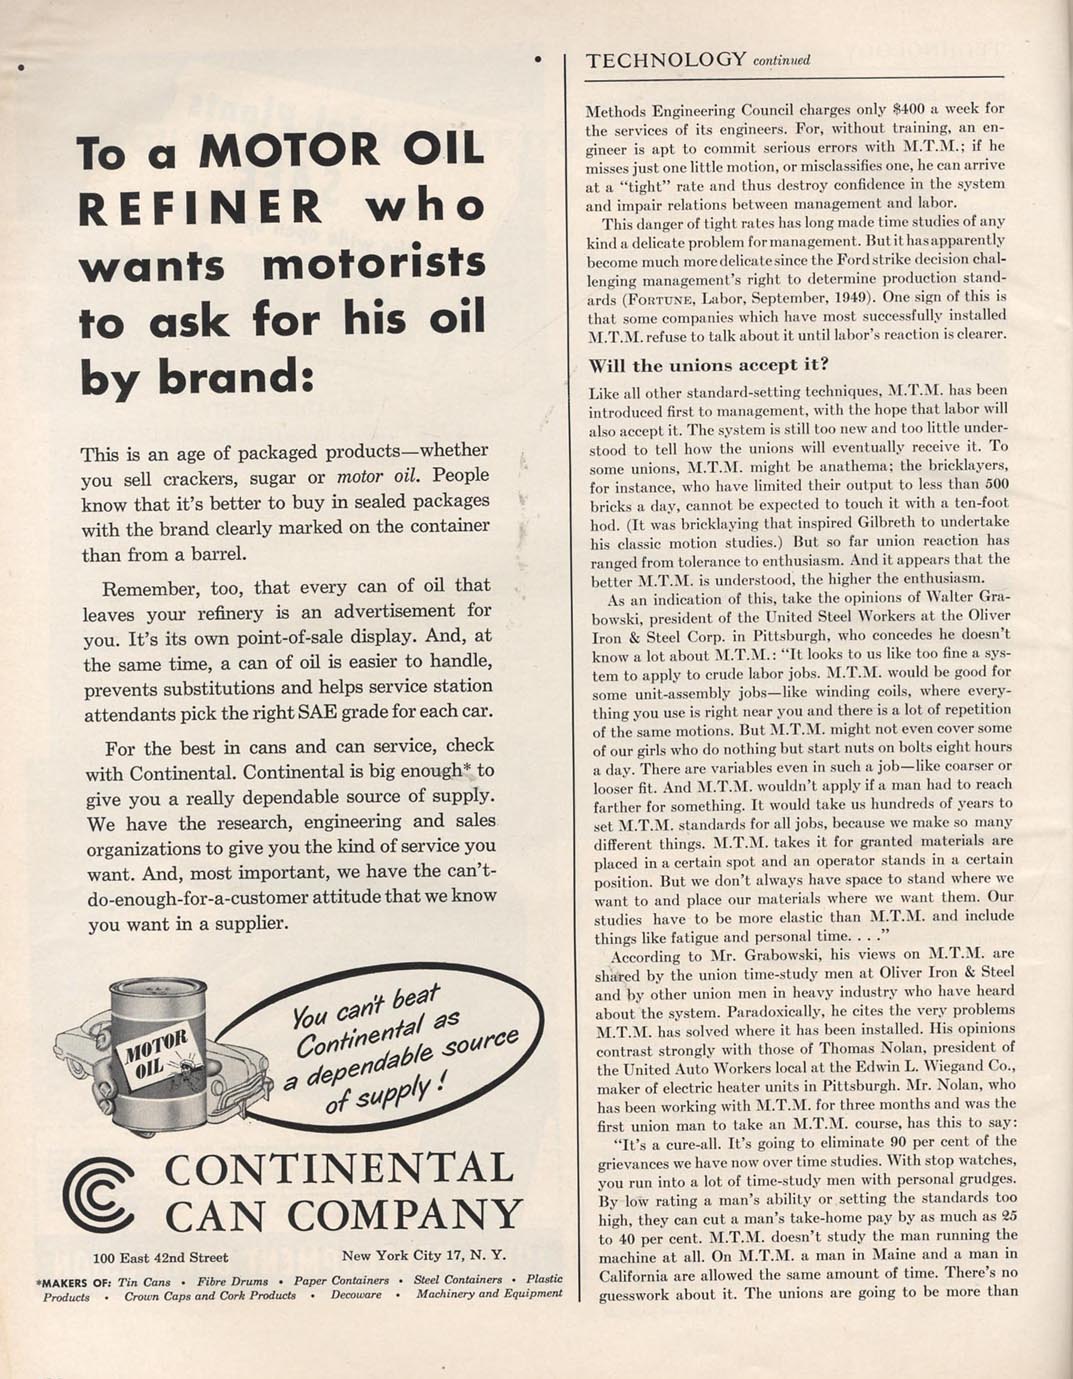 To a MOTOR OIL
REFINER who
wants motorists
to ask for his oil
by brand:
This is an age of packaged products—whether
you sell crackers, sugar or motor oil. People
know that it's better to buy in sealed packages
with the brand clearly marked on the container
than from a barrel.
Remember, too, that every can of oil that
leaves your refinery is an advertisement for
you. It's its own point-of-sale display. And, at
the same time, a can of oil is easier to handle,
prevents substitutions and helps service station
attendants pick the right SAE grade for each car.
For the best in cans and can service, check
with Continental. Continental is big enough* to
give you a really dependable source of supply.
We have the research, engineering and sales
organizations to give you the kind of service you
want. And, most important, we have the can't-
do-enough-for-a-customer attitude that we know
you want in a supplier.
MOTOR
OIL
You can't beat
Continental as
a dependable source
of supply!
CONTINENTAL
CAN COMPANY
100 East 42nd Street New York City 17, N. Y.
*MAKERS OF: Tin Cans • Fibre Drums • Paper Containers • Steel Containers • Plastic
Products • Crown Caps and Cork Products • Decoware • Machinery and Equipment
TECHNOLOGY continued
Methods Engineering Council charges only $400 a week for
the services of its engineers. For, without training, an en-
gineer is apt to commit serious errors with M.T.M.; if he
misses just one little motion, or misclassifies one, he can arrive
at a "tight" rate and thus destroy confidence in the system
and impair relations between management and labor.
This danger of tight rates has long made time studies of any
kind a delicate problem for management. But it has apparently
become much more delicate since the Ford strike decision chal-
lenging management's right to determine production stand-
ards (FORTUNE, Labor, September, 1949). One sign of this is
that some companies which have most successfully installed
M.T.M. refuse to talk about it until labor's reaction is clearer.
Will the unions accept it?
Like all other standard-setting techniques, M.T.M. has been
introduced first to management, with the hope that labor will
also accept it. The system is still too new and too little under-
stood to tell how the unions will eventually receive it. To
some unions, M.T.M. might be anathema; the bricklayers,
for instance, who have limited their output to less than 500
bricks a day, cannot be expected to touch it with a ten-foot
hod. (It was bricklaying that inspired Gilbreth to undertake
his classic motion studies.) But so far union reaction has
ranged from tolerance to enthusiasm. And it appears that the
better M.T.M. is understood, the higher the enthusiasm.
As an indication of this, take the opinions of Walter Gra-
bowski, president of the United Steel Workers at the Oliver
Iron & Steel Corp. in Pittsburgh, who concedes he doesn't
know a lot about M.T.M.: "It looks to us like too fine a sys-
tem to apply to crude labor jobs. M.T.M. would be good for
some unit-assembly jobs—like winding coils, where every-
thing you use is right near you and there is a lot of repetition
of the same motions. But M.T.M. might not even cover some
of our girls who do nothing but start nuts on bolts eight hours
a day. There are variables even in such a job—like coarser or
looser fit. And M.T.M. wouldn't apply if a man had to reach
farther for something. It would take us hundreds of years to
set M.T.M. standards for all jobs, because we make so many
different things. M.T.M. takes it for granted materials are
placed in a certain spot and an operator stands in a certain
position. But we don't always have space to stand where we
want to and place our materials where we want them. Our
studies have to be more elastic than M.T.M. and include
things like fatigue and personal time. . . ."
According to Mr. Grabowski, his views on M.T.M. are
shared by the union time-study men at Oliver Iron & Steel
and by other union men in heavy industry who have heard
about the system. Paradoxically, he cites the very problems
M.T.M. has solved where it has been installed. His opinions
contrast strongly with those of Thomas Nolan, president of
the United Auto Workers local at the Edwin L. Wiegand Co.,
maker of electric heater units in Pittsburgh. Mr. Nolan, who
has been working with M.T.M. for three months and was the
first union man to take an M.T.M. course, has this to say:
"It's a cure-all. It's going to eliminate 90 per cent of the
grievances we have now over time studies. With stop watches,
you run into a lot of time-study men with personal grudges.
By low rating a man's ability or setting the standards too
high, they can cut a man's take-home pay by as much as 25
to 40 per cent. M.T.M. doesn't study the man running the
machine at all. On M.T.M. a man in Maine and a man in
California are allowed the same amount of time. There's no
guesswork about it. The unions are going to be more than